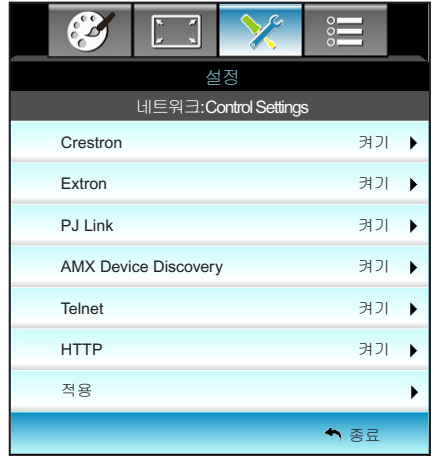 설정
네트워크:Control Settings
Crestron 켜기
Extron 켜기
PJ Link 켜기
AMX Device Discovery 켜기
Telnet 켜기
HTTP 켜기
적용
종료